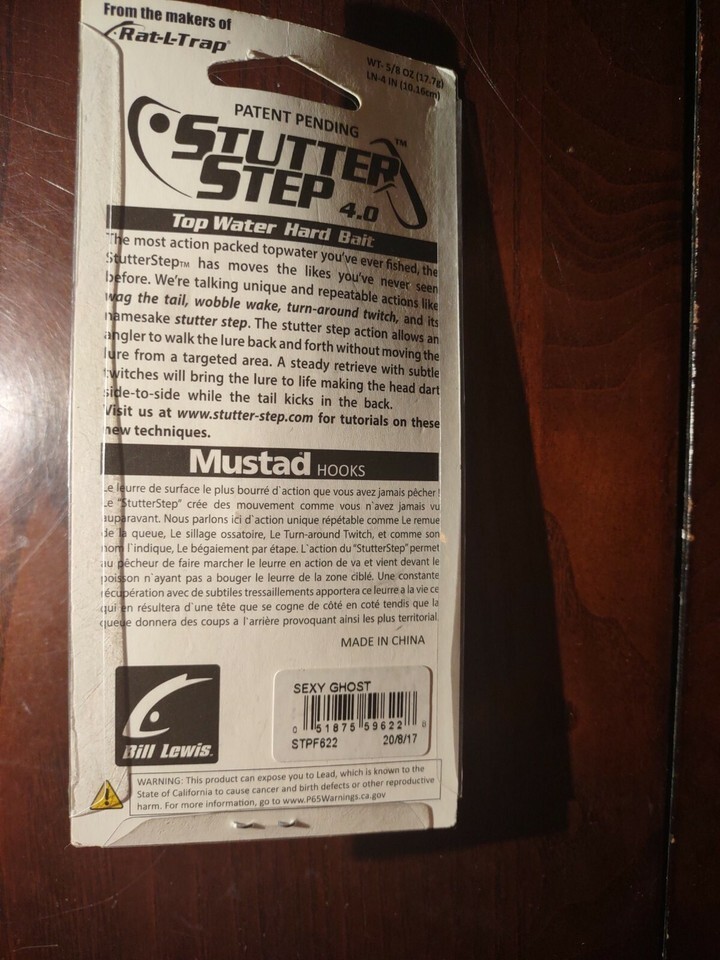 From the makers of
Rat-L-Trap®
WT- 5/8 OZ (17.7g)
LN-4 IN (10.16cm)
PATENT PENDING
STUTTER™
STEP 4.0
Top Water Hard Bait
The most action packed topwater you've ever fished, the
StutterStep™ has moves the likes you've never seen
before. We're talking unique and repeatable actions like
wag the tail, wobble wake, turn-around twitch, and its
namesake stutter step. The stutter step action allows an
angler to walk the lure back and forth without moving the
lure from a targeted area. A steady retrieve with subtle
twitches will bring the lure to life making the head dart
side-to-side while the tail kicks in the back.
Visit us at www.stutter-step.com for tutorials on these
new techniques.
Mustad HOOKS
Le leurre de surface le plus bourré d`action que vous avez jamais pêcher !
Le "StutterStep" crée des mouvement comme vous n`avez jamais vu
auparavant. Nous parlons ici d`action unique répétable comme Le remue
de la queue, Le sillage ossatoire, Le Turn-around Twitch, et comme son
nom l`indique, Le bégaiement par étape. L`action du "StutterStep" permet
au pêcheur de faire marcher le leurre en action de va et vient devant le
poisson n`ayant pas a bouger le leurre de la zone ciblé. Une constante
récupération avec de subtiles tressaillements apportera ce leurre a la vie ce
qui en résultera d`une tête que se cogne de côté en coté tendis que la
queue donnera des coups a l`arrière provoquant ainsi les plus territorial.
MADE IN CHINA
SEXY GHOST
0 51875 59622 0
STPF622 20/8/17
Bill Lewis®
WARNING: This product can expose you to Lead, which is known to the
State of California to cause cancer and birth defects or other reproductive
harm. For more information, go to www.P65Warnings.ca.gov